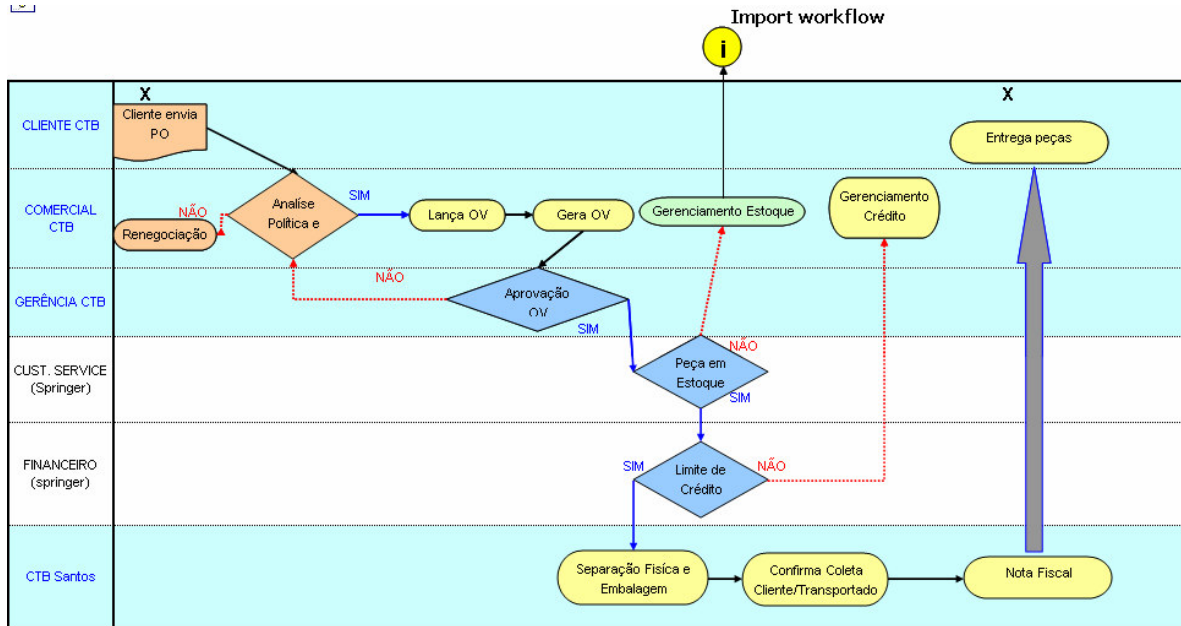 Import workflow
i
X
X
CLIENTE CTB
Cliente envia
PO
Entrega peças
COMERCIAL
CTB
NÃO
Renegociação
Analíse
Política e
SIM
Lança OV
Gera OV
Gerenciamento Estoque
Gerenciamento
Crédito
GERÊNCIA CTB
NÃO
Aprovação
OV
SIM
CUST. SERVICE
(Springer)
NÃO
Peça em
Estoque
SIM
FINANCEIRO
(springer)
SIM
Limite de
Crédito
NÃO
CTB Santos
Separação Fisíca e
Embalagem
Confirma Coleta
Cliente/Transportado
Nota Fiscal